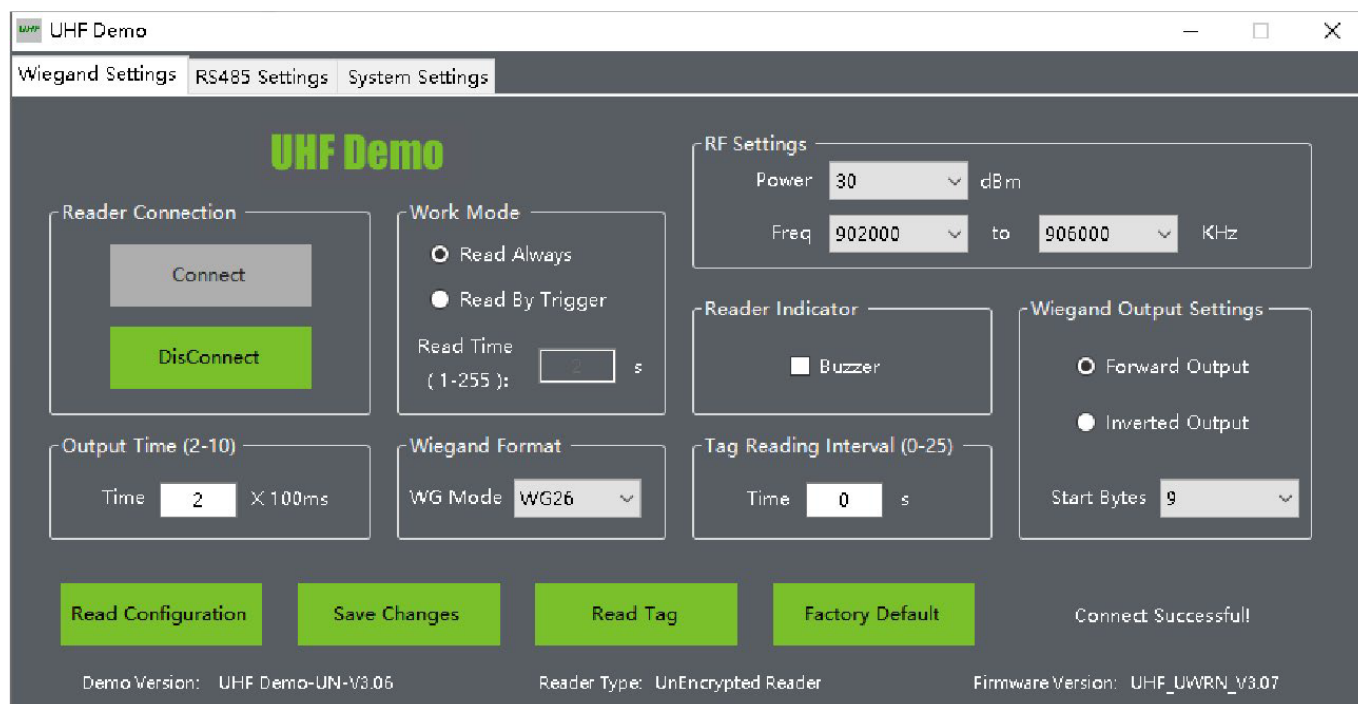 UHF Demo
Wiegand Settings RS485 Settings System Settings
UHF Demo
RF Settings
Power 30 dBm
Freq 902000 to 906000 KHz
Reader Connection
Connect
DisConnect
Work Mode
Read Always
Read By Trigger
Read Time
( 1-255 ): 2 s
Reader Indicator
Buzzer
Wiegand Output Settings
Forward Output
Inverted Output
Start Bytes 9
Output Time (2-10)
Time 2 X 100ms
Wiegand Format
WG Mode WG26
Tag Reading Interval (0-25)
Time 0 s
Read Configuration Save Changes Read Tag Factory Default Connect Successful!
Demo Version: UHF Demo-UN-V3.06 Reader Type: UnEncrypted Reader Firmware Version: UHF_UWRN_V3.07